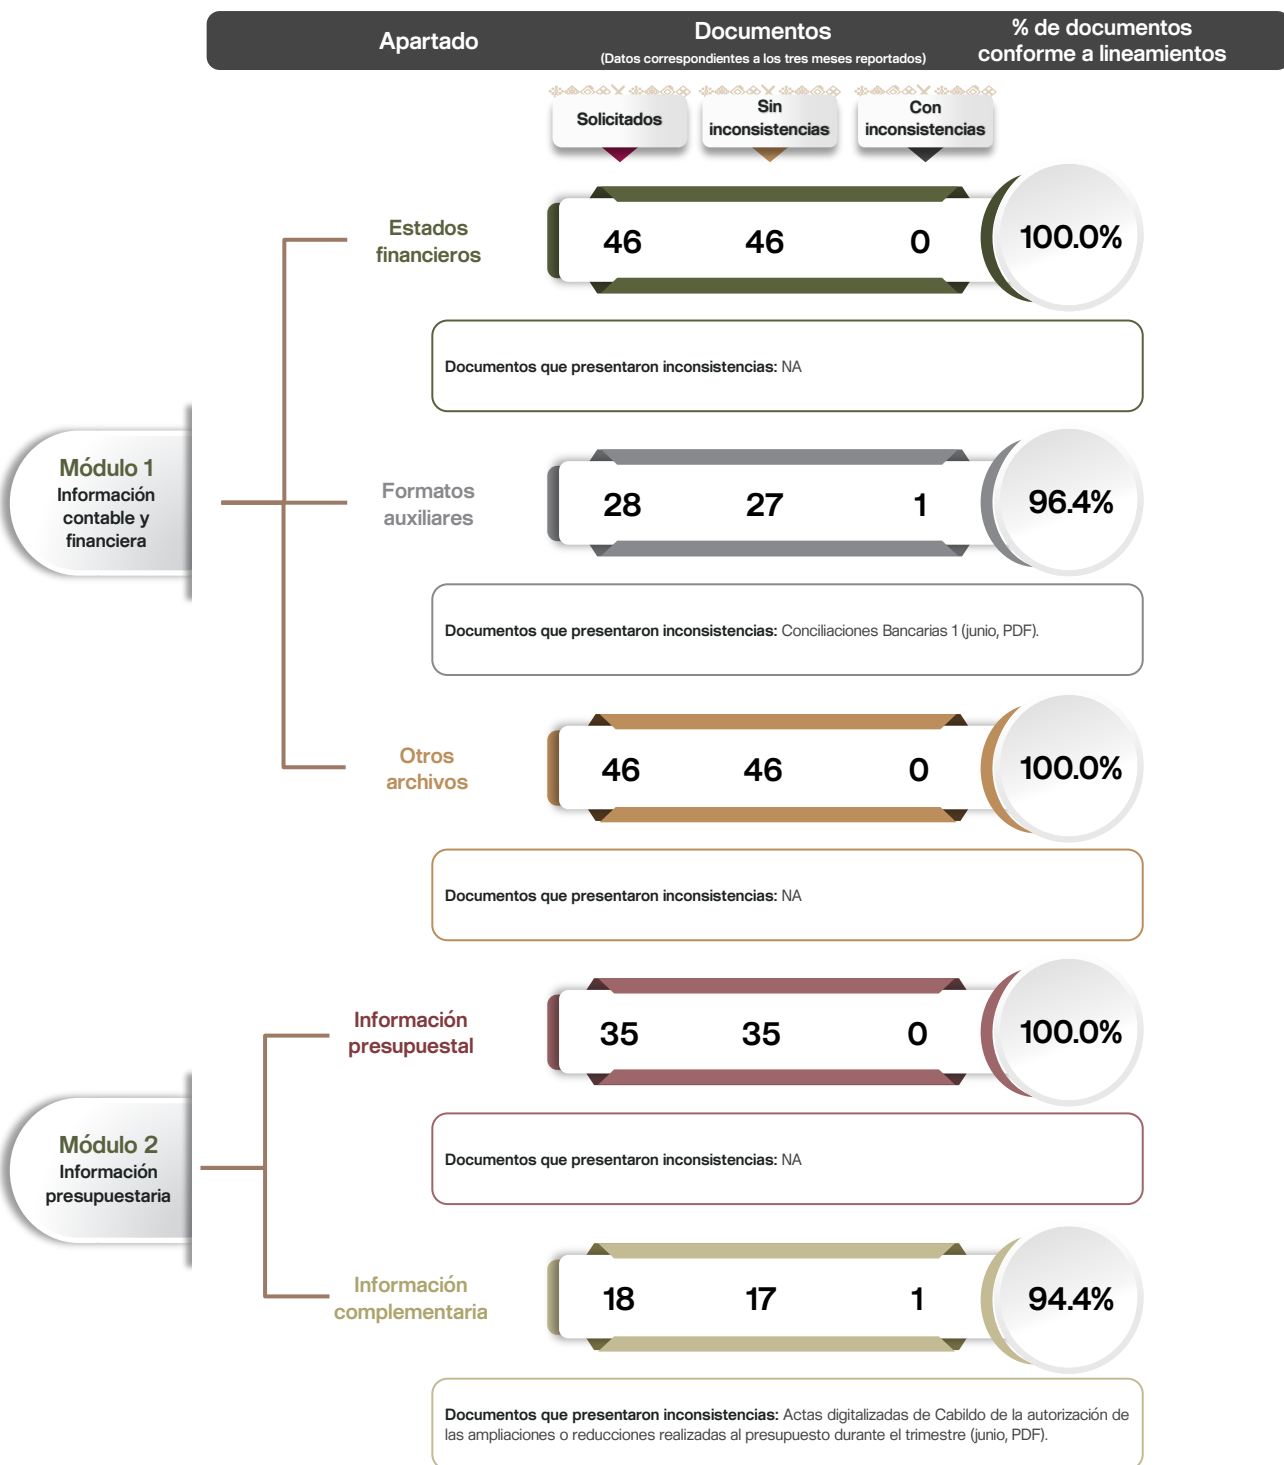 Apartado
Documentos
(Datos correspondientes a los tres meses reportados)
% de documentos
conforme a lineamientos
Solicitados
Sin
inconsistencias
Con
inconsistencias
Módulo 1
Información
contable y
financiera
Estados
financieros
46 46 0 100.0%
Documentos que presentaron inconsistencias: NA
Formatos
auxiliares
28 27 1 96.4%
Documentos que presentaron inconsistencias: Conciliaciones Bancarias 1 (junio, PDF).
Otros
archivos
46 46 0 100.0%
Documentos que presentaron inconsistencias: NA
Módulo 2
Información
presupuestaria
Información
presupuestal
35 35 0 100.0%
Documentos que presentaron inconsistencias: NA
Información
complementaria
18 17 1 94.4%
Documentos que presentaron inconsistencias: Actas digitalizadas de Cabildo de la autorización de
las ampliaciones o reducciones realizadas al presupuesto durante el trimestre (junio, PDF).